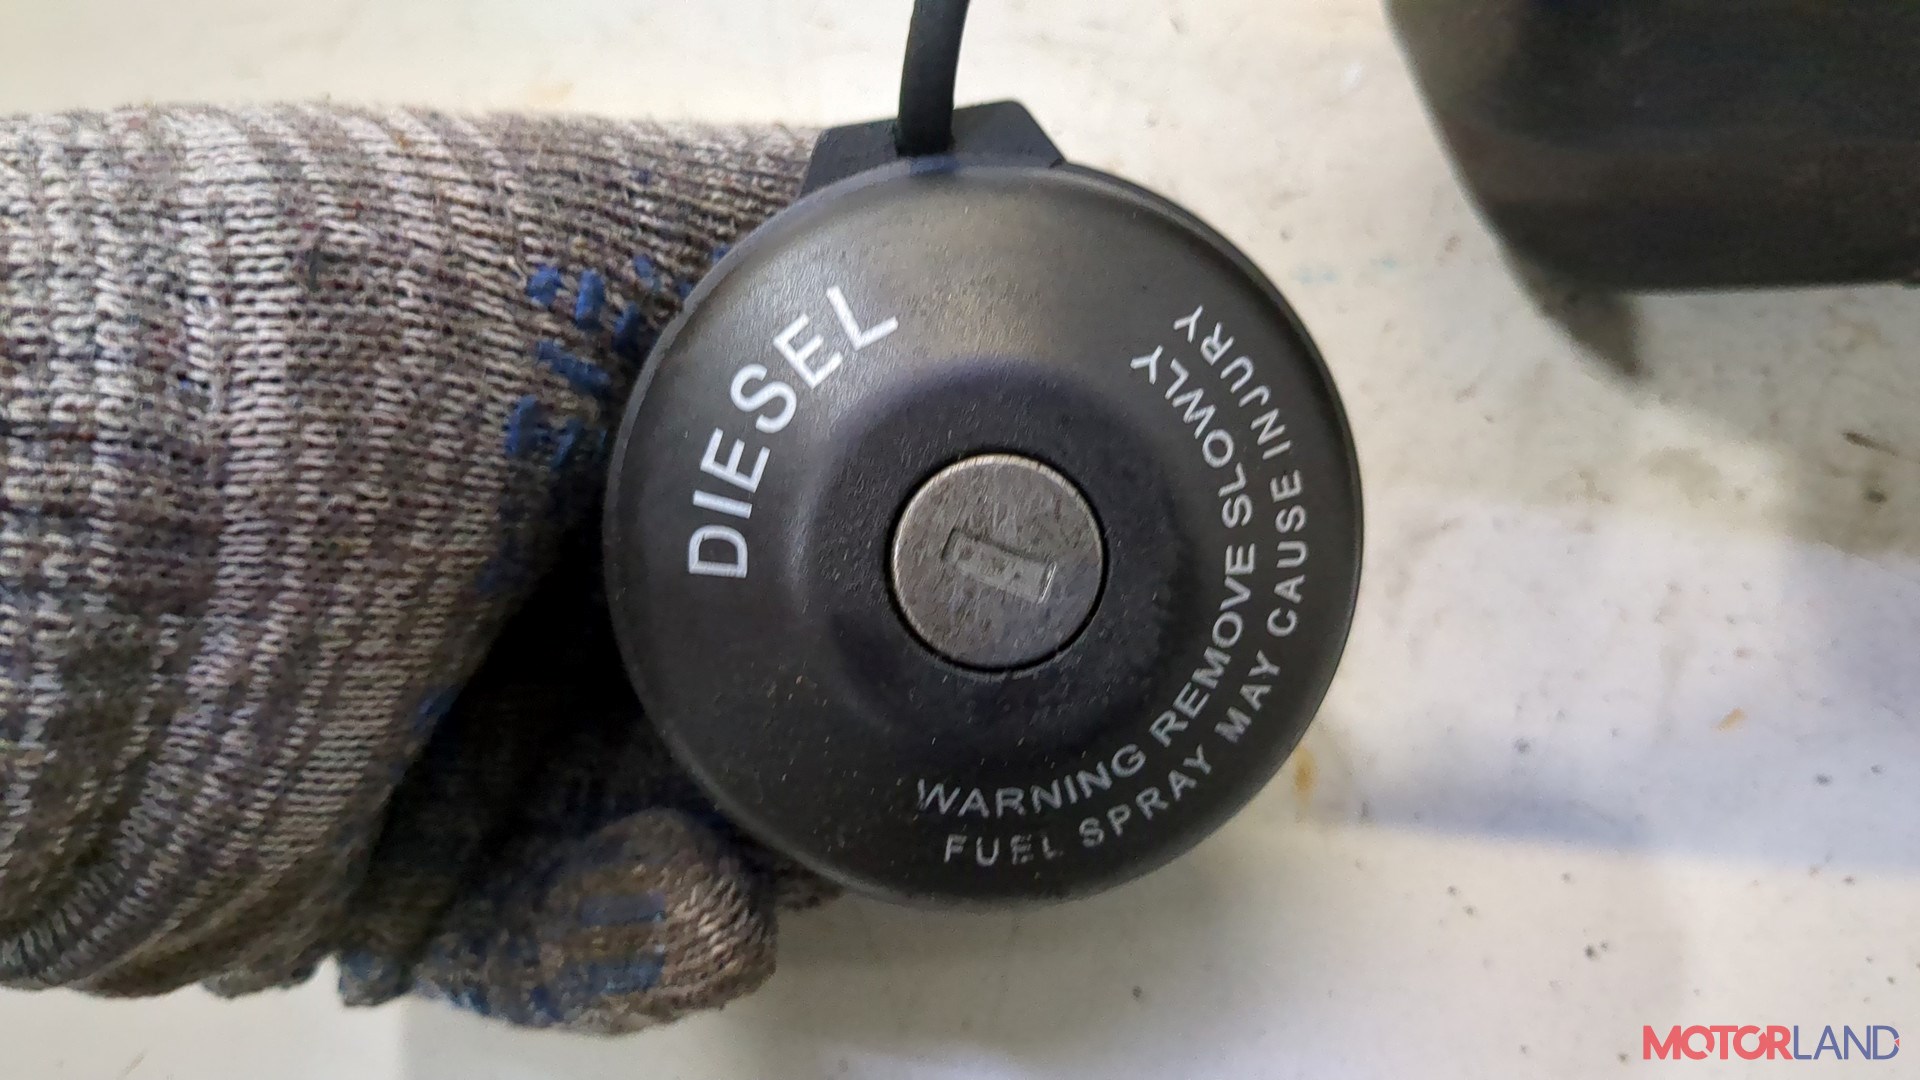 DIESEL
WARNING REMOVE SLOWLY
FUEL SPRAY MAY CAUSE INJURY
MOTORLAND